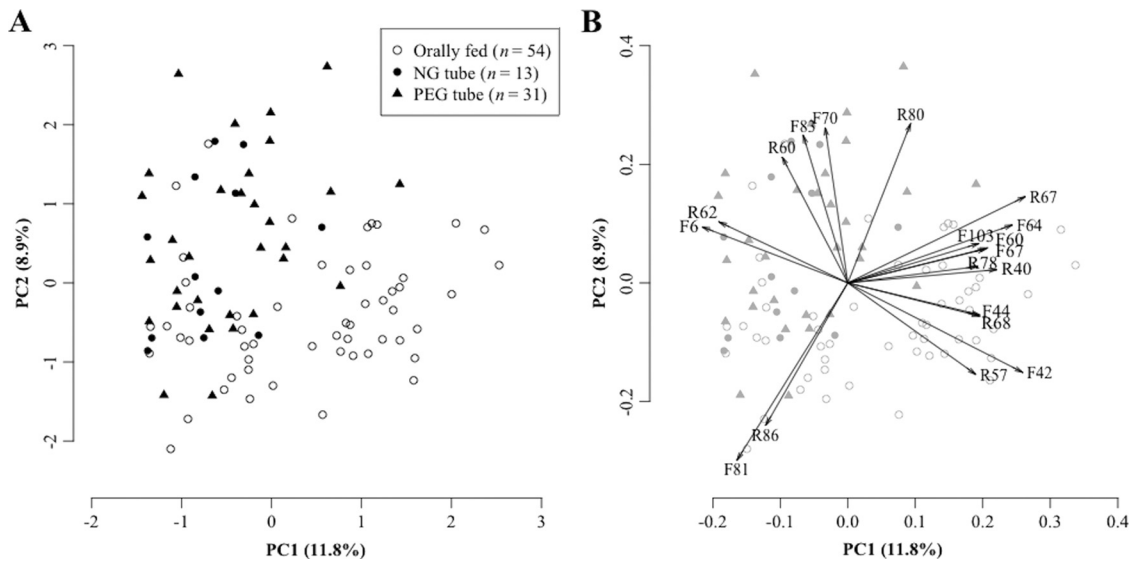 A
PC2 (8.9%)
3
2
1
0
-1
-2
Orally fed (n = 54)
NG tube (n = 13)
PEG tube (n = 31)
-2
-1
0
1
2
3
PC1 (11.8%)
B
PC2 (8.9%)
0.4
0.2
0.0
-0.2
R80
F70
F83
R60
R67
R62
F6
F64
F103
F60
F67
R78
R40
F44
R68
R57
F42
R86
F81
-0.2
-0.1
0.0
0.1
0.2
0.3
0.4
PC1 (11.8%)